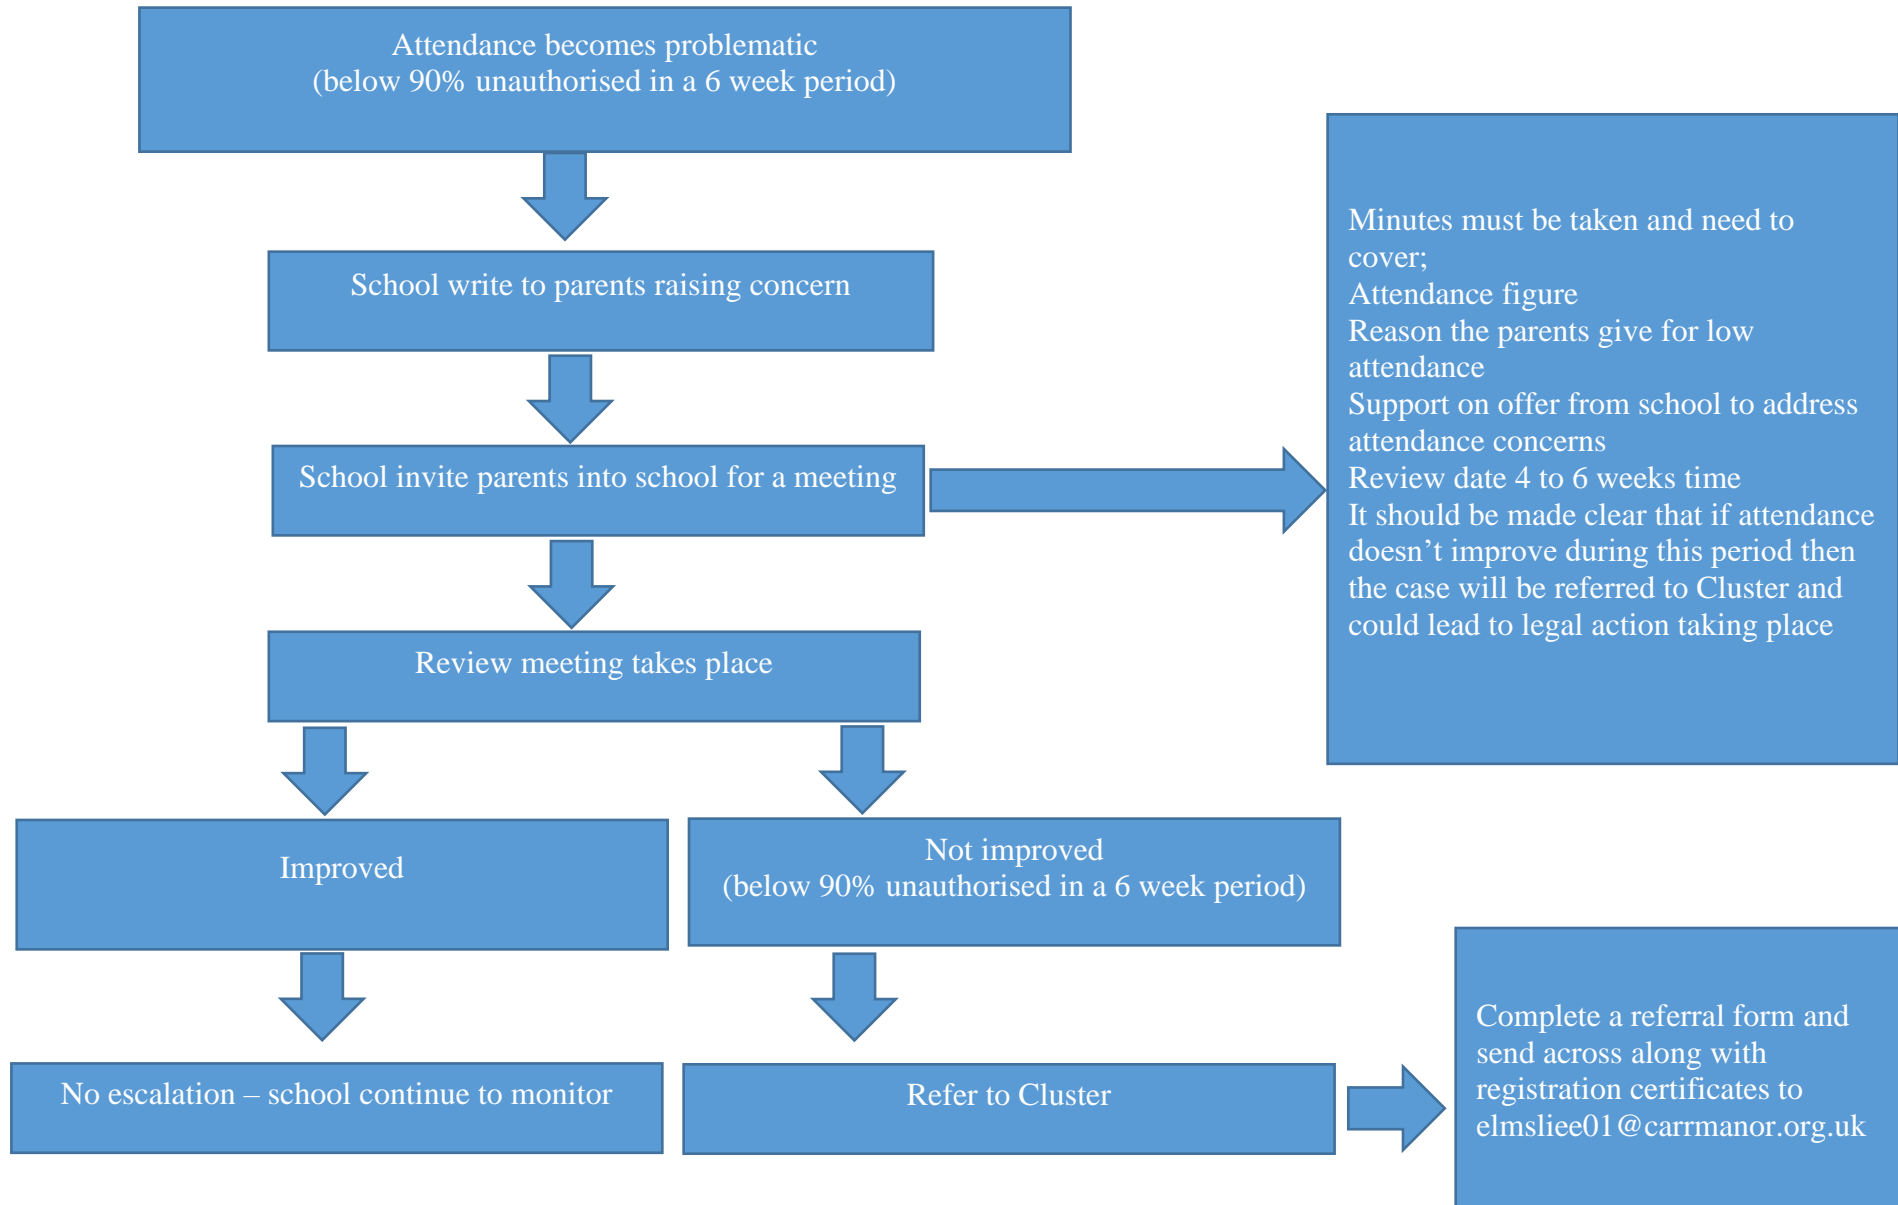 Attendance becomes problematic
(below 90% unauthorised in a 6 week period)
School write to parents raising concern
School invite parents into school for a meeting
Minutes must be taken and need to
cover;
Attendance figure
Reason the parents give for low
attendance
Support on offer from school to address
attendance concerns
Review date 4 to 6 weeks time
It should be made clear that if attendance
doesn’t improve during this period then
the case will be referred to Cluster and
could lead to legal action taking place
Review meeting takes place
Improved
Not improved
(below 90% unauthorised in a 6 week period)
No escalation – school continue to monitor
Refer to Cluster
Complete a referral form and
send across along with
registration certificates to
elmsliee01@carrmanor.org.uk